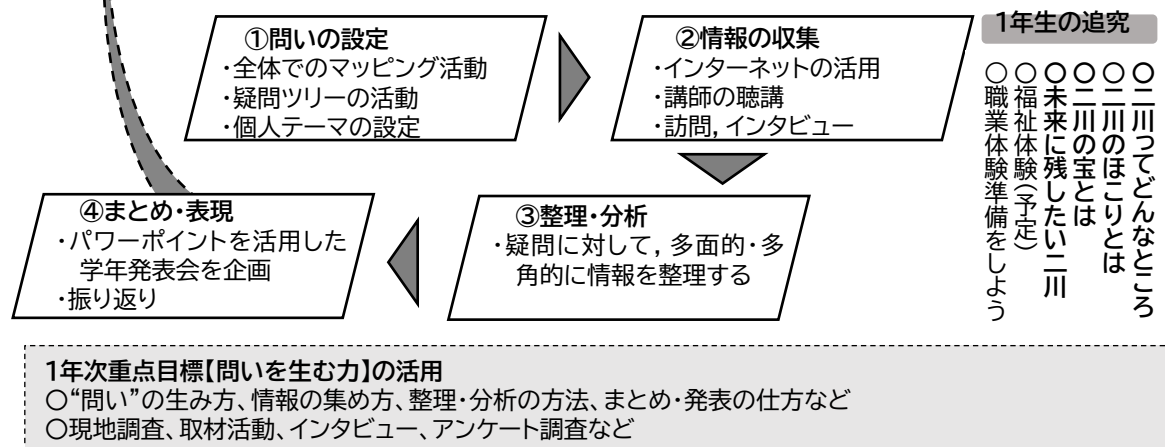 ①問いの設定
・全体でのマッピング活動
・疑問ツリーの活動
・個人テーマの設定
②情報の収集
・インターネットの活用
・講師の聴講
・訪問，インタビュー
③整理・分析
・疑問に対して，多面的・多
角的に情報を整理する
④まとめ・表現
・パワーポイントを活用した
学年発表会を企画
・振り返り
1年生の追究
〇二川ってどんなところ
〇二川のほこりとは
〇二川の宝とは
〇未来に残したい二川
〇福祉体験（予定）
〇職業体験準備をしよう
1年次重点目標【問いを生む力】の活用
〇“問い”の生み方、情報の集め方、整理・分析の方法、まとめ・発表の仕方など
〇現地調査、取材活動、インタビュー、アンケート調査など